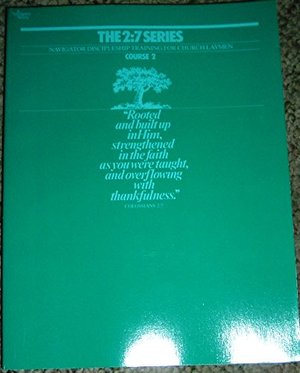 THE 2:7 SERIES
NAVIGATOR DISCIPLESHIP TRAINING FOR CHURCH LAYMEN
COURSE 2
"Rooted
and built up
in Him,
strengthened
in the faith
as you were taught,
and overflowing
with
thankfulness."
COLOSSIANS 2:7